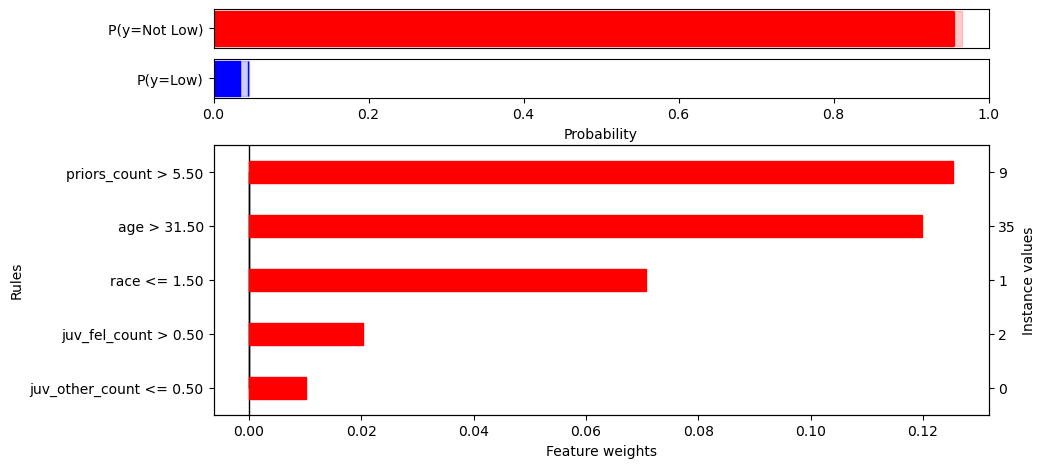 P(y=Not Low)
P(y=Low)
0.0 0.2 0.4 0.6 0.8 1.0
Probability
priors_count > 5.50 9
age > 31.50 35
race <= 1.50 1
juv_fel_count > 0.50 2
juv_other_count <= 0.50 0
Rules
Instance values
0.00 0.02 0.04 0.06 0.08 0.10 0.12
Feature weights